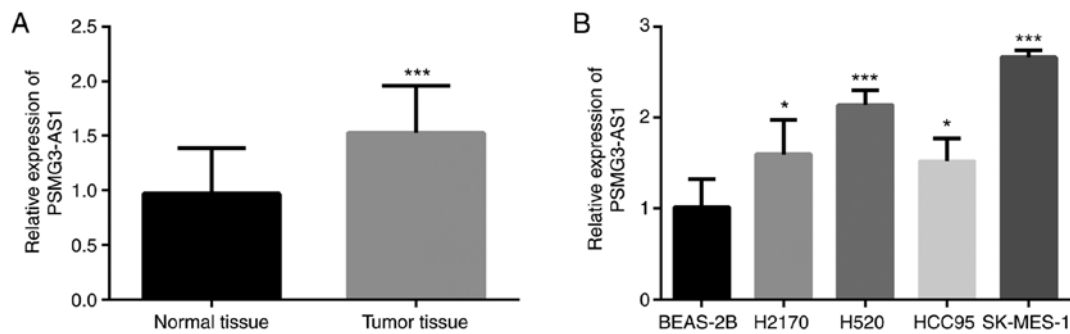 A
Relative expression of
PSMG3-AS1
2.5
2.0
1.5
1.0
0.5
0.0
***
Normal tissue
Tumor tissue
B
Relative expression of
PSMG3-AS1
3
2
1
0
*
***
*
***
BEAS-2B
H2170
H520
HCC95
SK-MES-1